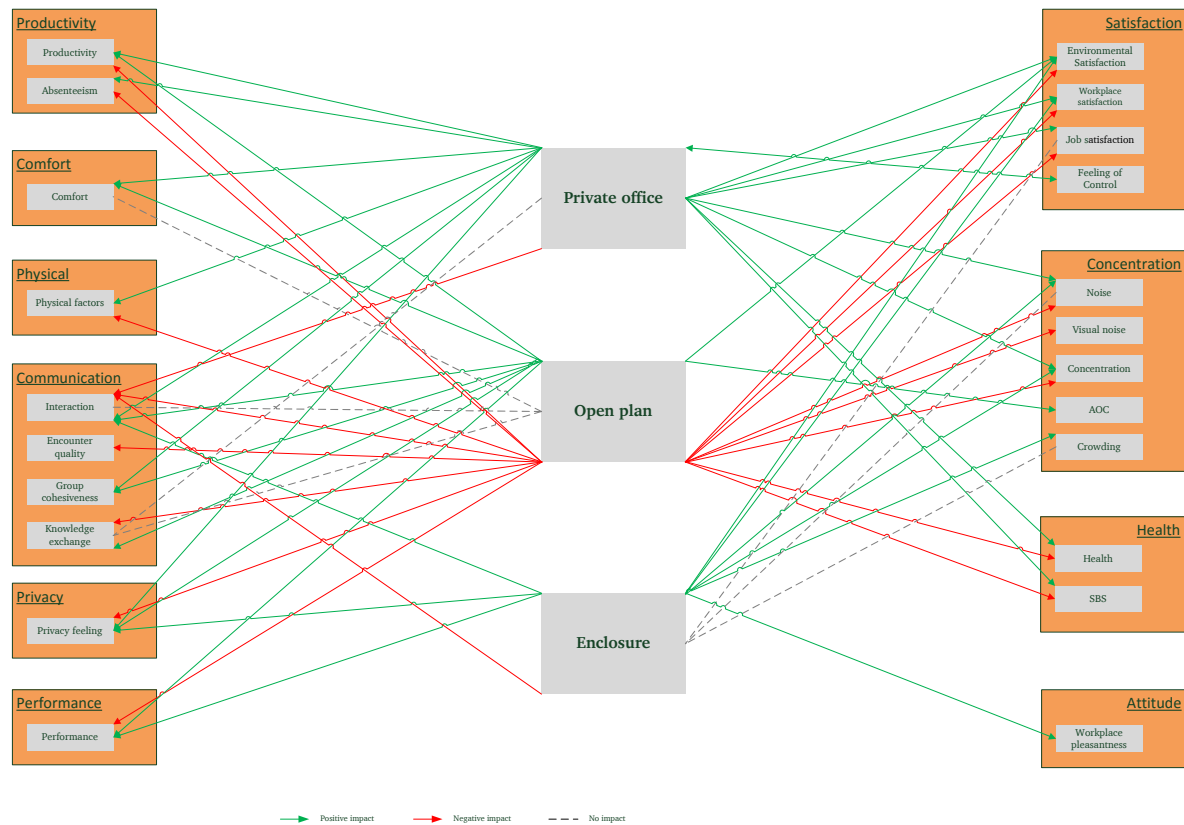 Productivity
Productivity
Absenteeism
Comfort
Comfort
Physical
Physical factors
Communication
Interaction
Encounter
quality
Group
cohesiveness
Knowledge
exchange
Privacy
Privacy feeling
Performance
Performance
Private office
Open plan
Enclosure
Satisfaction
Environmental
Satisfaction
Workplace
satisfaction
Job satisfaction
Feeling of
Control
Concentration
Noise
Visual noise
Concentration
AOC
Crowding
Health
Health
SBS
Attitude
Workplace
pleasantness
Positive impact
Negative impact
No impact